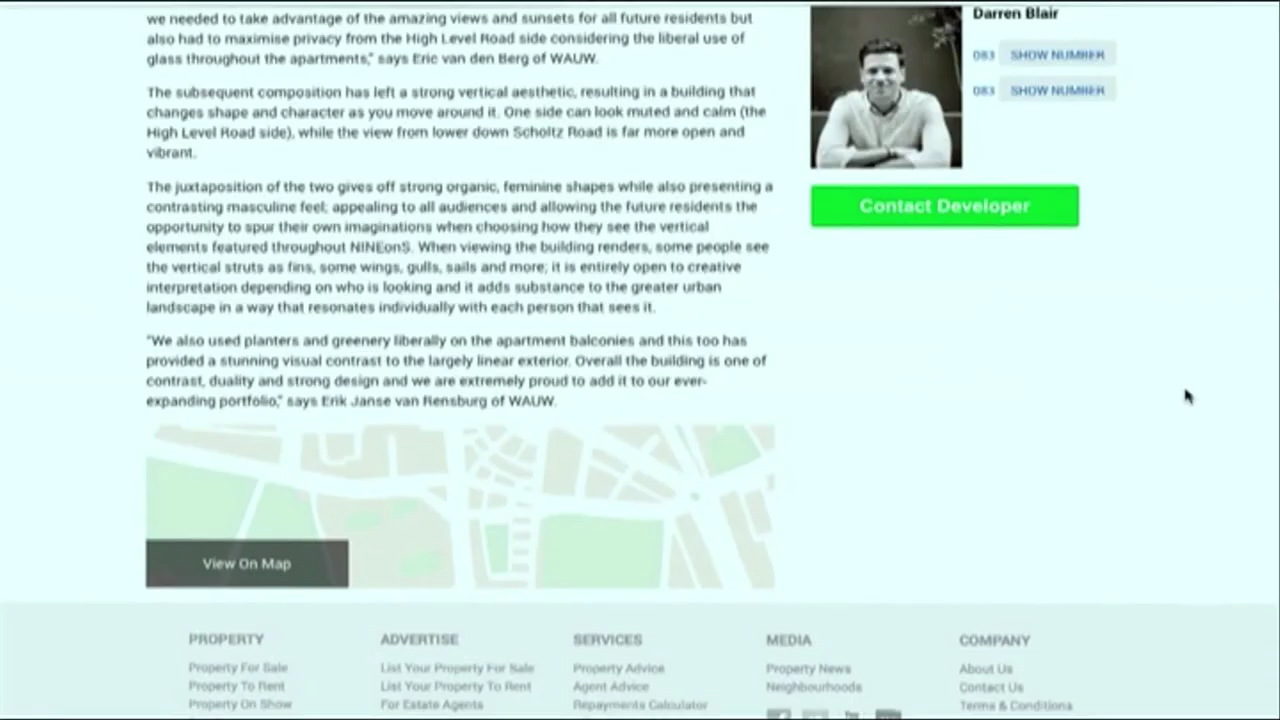 we needed to take advantage of the amazing views and sunsets for all future residents but
also had to maximise privacy from the High Level Road side considering the liberal use of
glass throughout the apartments," says Eric van den Berg of WAUW.
The subsequent composition has left a strong vertical aesthetic, resulting in a building that
changes shape and character as you move around it. One side can look muted and calm (the
High Level Road side), while the view from lower down Scholtz Road is far more open and
vibrant.
The juxtaposition of the two gives off strong organic, feminine shapes while also presenting a
contrasting masculine feel; appealing to all audiences and allowing the future residents the
opportunity to spur their own imaginations when choosing how they see the vertical
elements featured throughout NINEonS. When viewing the building renders, some people see
the vertical struts as fins, some wings, gulls, sails and more; it is entirely open to creative
interpretation depending on who is looking and it adds substance to the greater urban
landscape in a way that resonates individually with each person that sees it.
"We also used planters and greenery liberally on the apartment balconies and this too has
provided a stunning visual contrast to the largely linear exterior. Overall the building is one of
contrast, duality and strong design and we are extremely proud to add it to our ever-
expanding portfolio," says Erik Janse van Rensburg of WAUW.
View On Map
Darren Blair
083 SHOW NUMBER
083 SHOW NUMBER
Contact Developer
PROPERTY
Property For Sale
Property To Rent
Property On Show
ADVERTISE
List Your Property For Sale
List Your Property To Rent
For Estate Agents
SERVICES
Property Advice
Agent Advice
Repayments Calculator
MEDIA
Property News
Neighbourhoods
COMPANY
About Us
Contact Us
Terms & Conditions